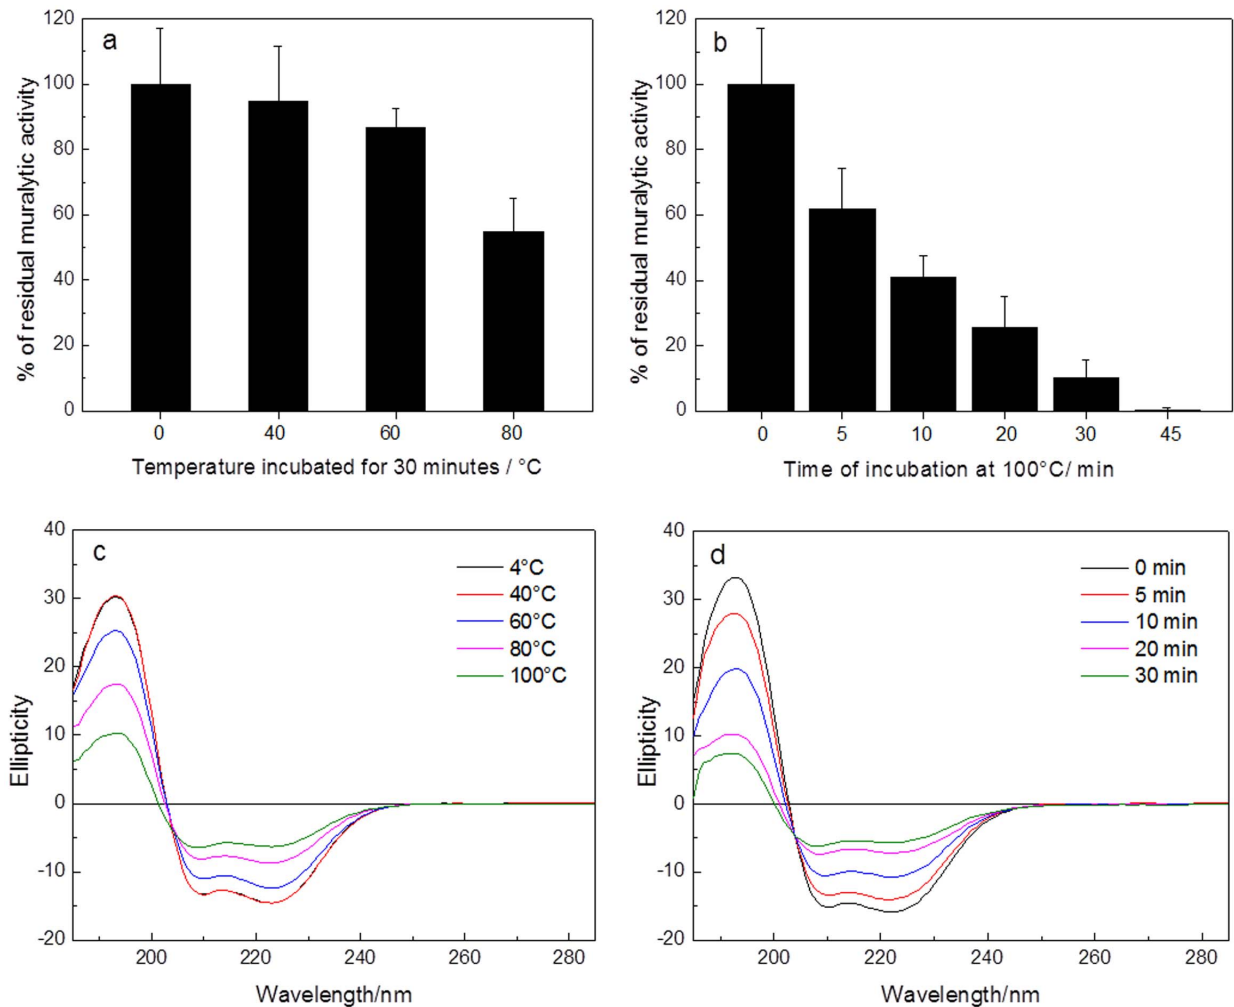 a
% of residual muralytic activity
120
100
80
60
40
20
0
0 40 60 80
Temperature incubated for 30 minutes / °C
b
% of residual muralytic activity
120
100
80
60
40
20
0
0 5 10 20 30 45
Time of incubation at 100°C/ min
c
Ellipticity
40
30
20
10
0
-10
-20
4°C
40°C
60°C
80°C
100°C
200 220 240 260 280
Wavelength/nm
d
Ellipticity
40
30
20
10
0
-10
-20
0 min
5 min
10 min
20 min
30 min
200 220 240 260 280
Wavelength/nm